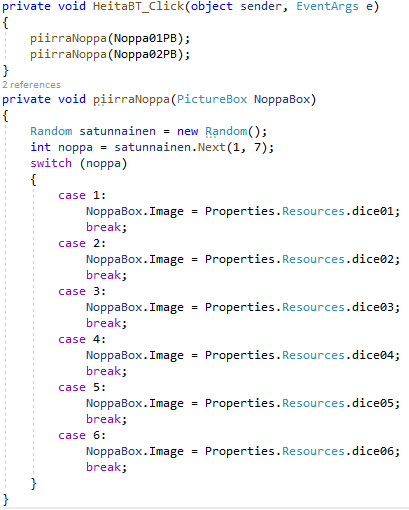 private void HeitaBT_Click(object sender, EventArgs e)
{
    piirraNoppa(Noppa01PB);
    piirraNoppa(Noppa02PB);
}
2 references
private void piirraNoppa(PictureBox NoppaBox)
{
    Random satunnainen = new Random();
    int noppa = satunnainen.Next(1, 7);
    switch (noppa)
    {
        case 1:
            NoppaBox.Image = Properties.Resources.dice01;
            break;
        case 2:
            NoppaBox.Image = Properties.Resources.dice02;
            break;
        case 3:
            NoppaBox.Image = Properties.Resources.dice03;
            break;
        case 4:
            NoppaBox.Image = Properties.Resources.dice04;
            break;
        case 5:
            NoppaBox.Image = Properties.Resources.dice05;
            break;
        case 6:
            NoppaBox.Image = Properties.Resources.dice06;
            break;
    }
}